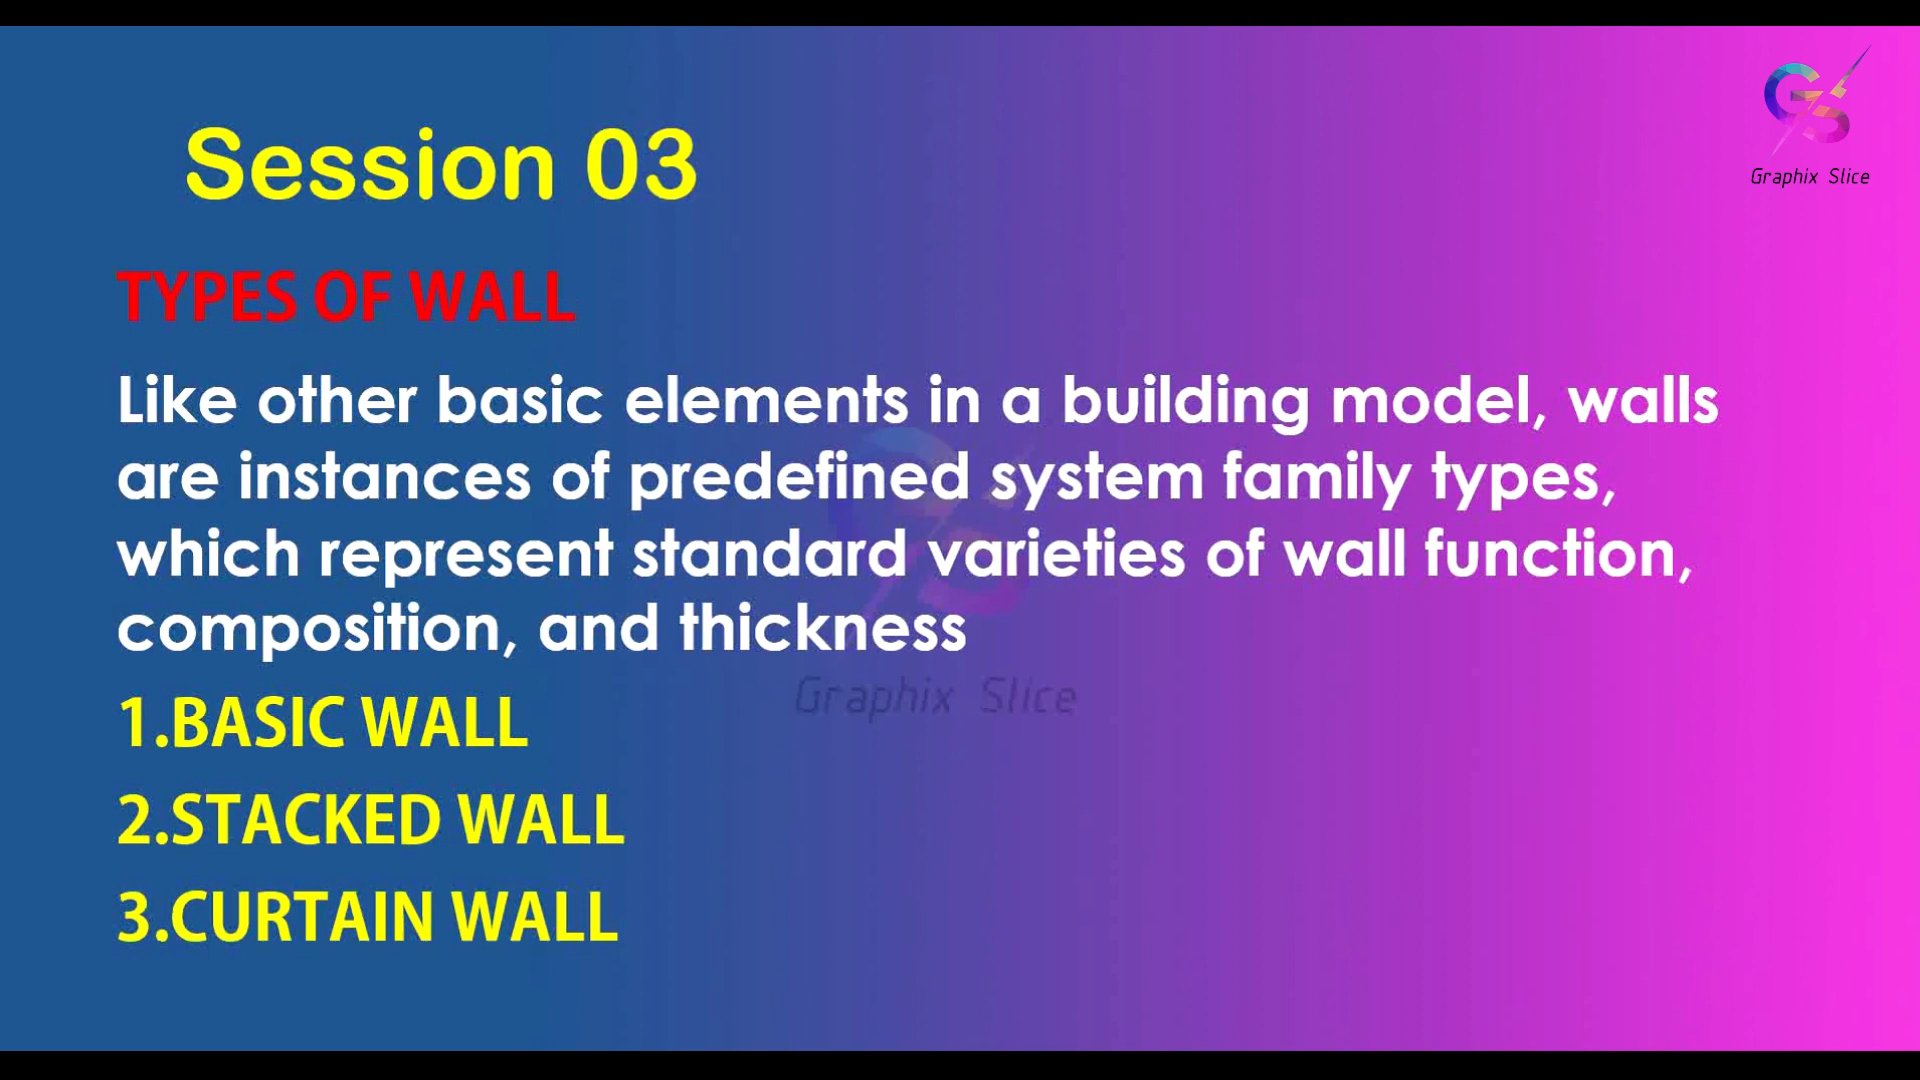 Graphix Slice
Session 03
TYPES OF WALL
Like other basic elements in a building model, walls
are instances of predefined system family types,
which represent standard varieties of wall function,
composition, and thickness
Graphix Slice
1.BASIC WALL
2.STACKED WALL
3.CURTAIN WALL